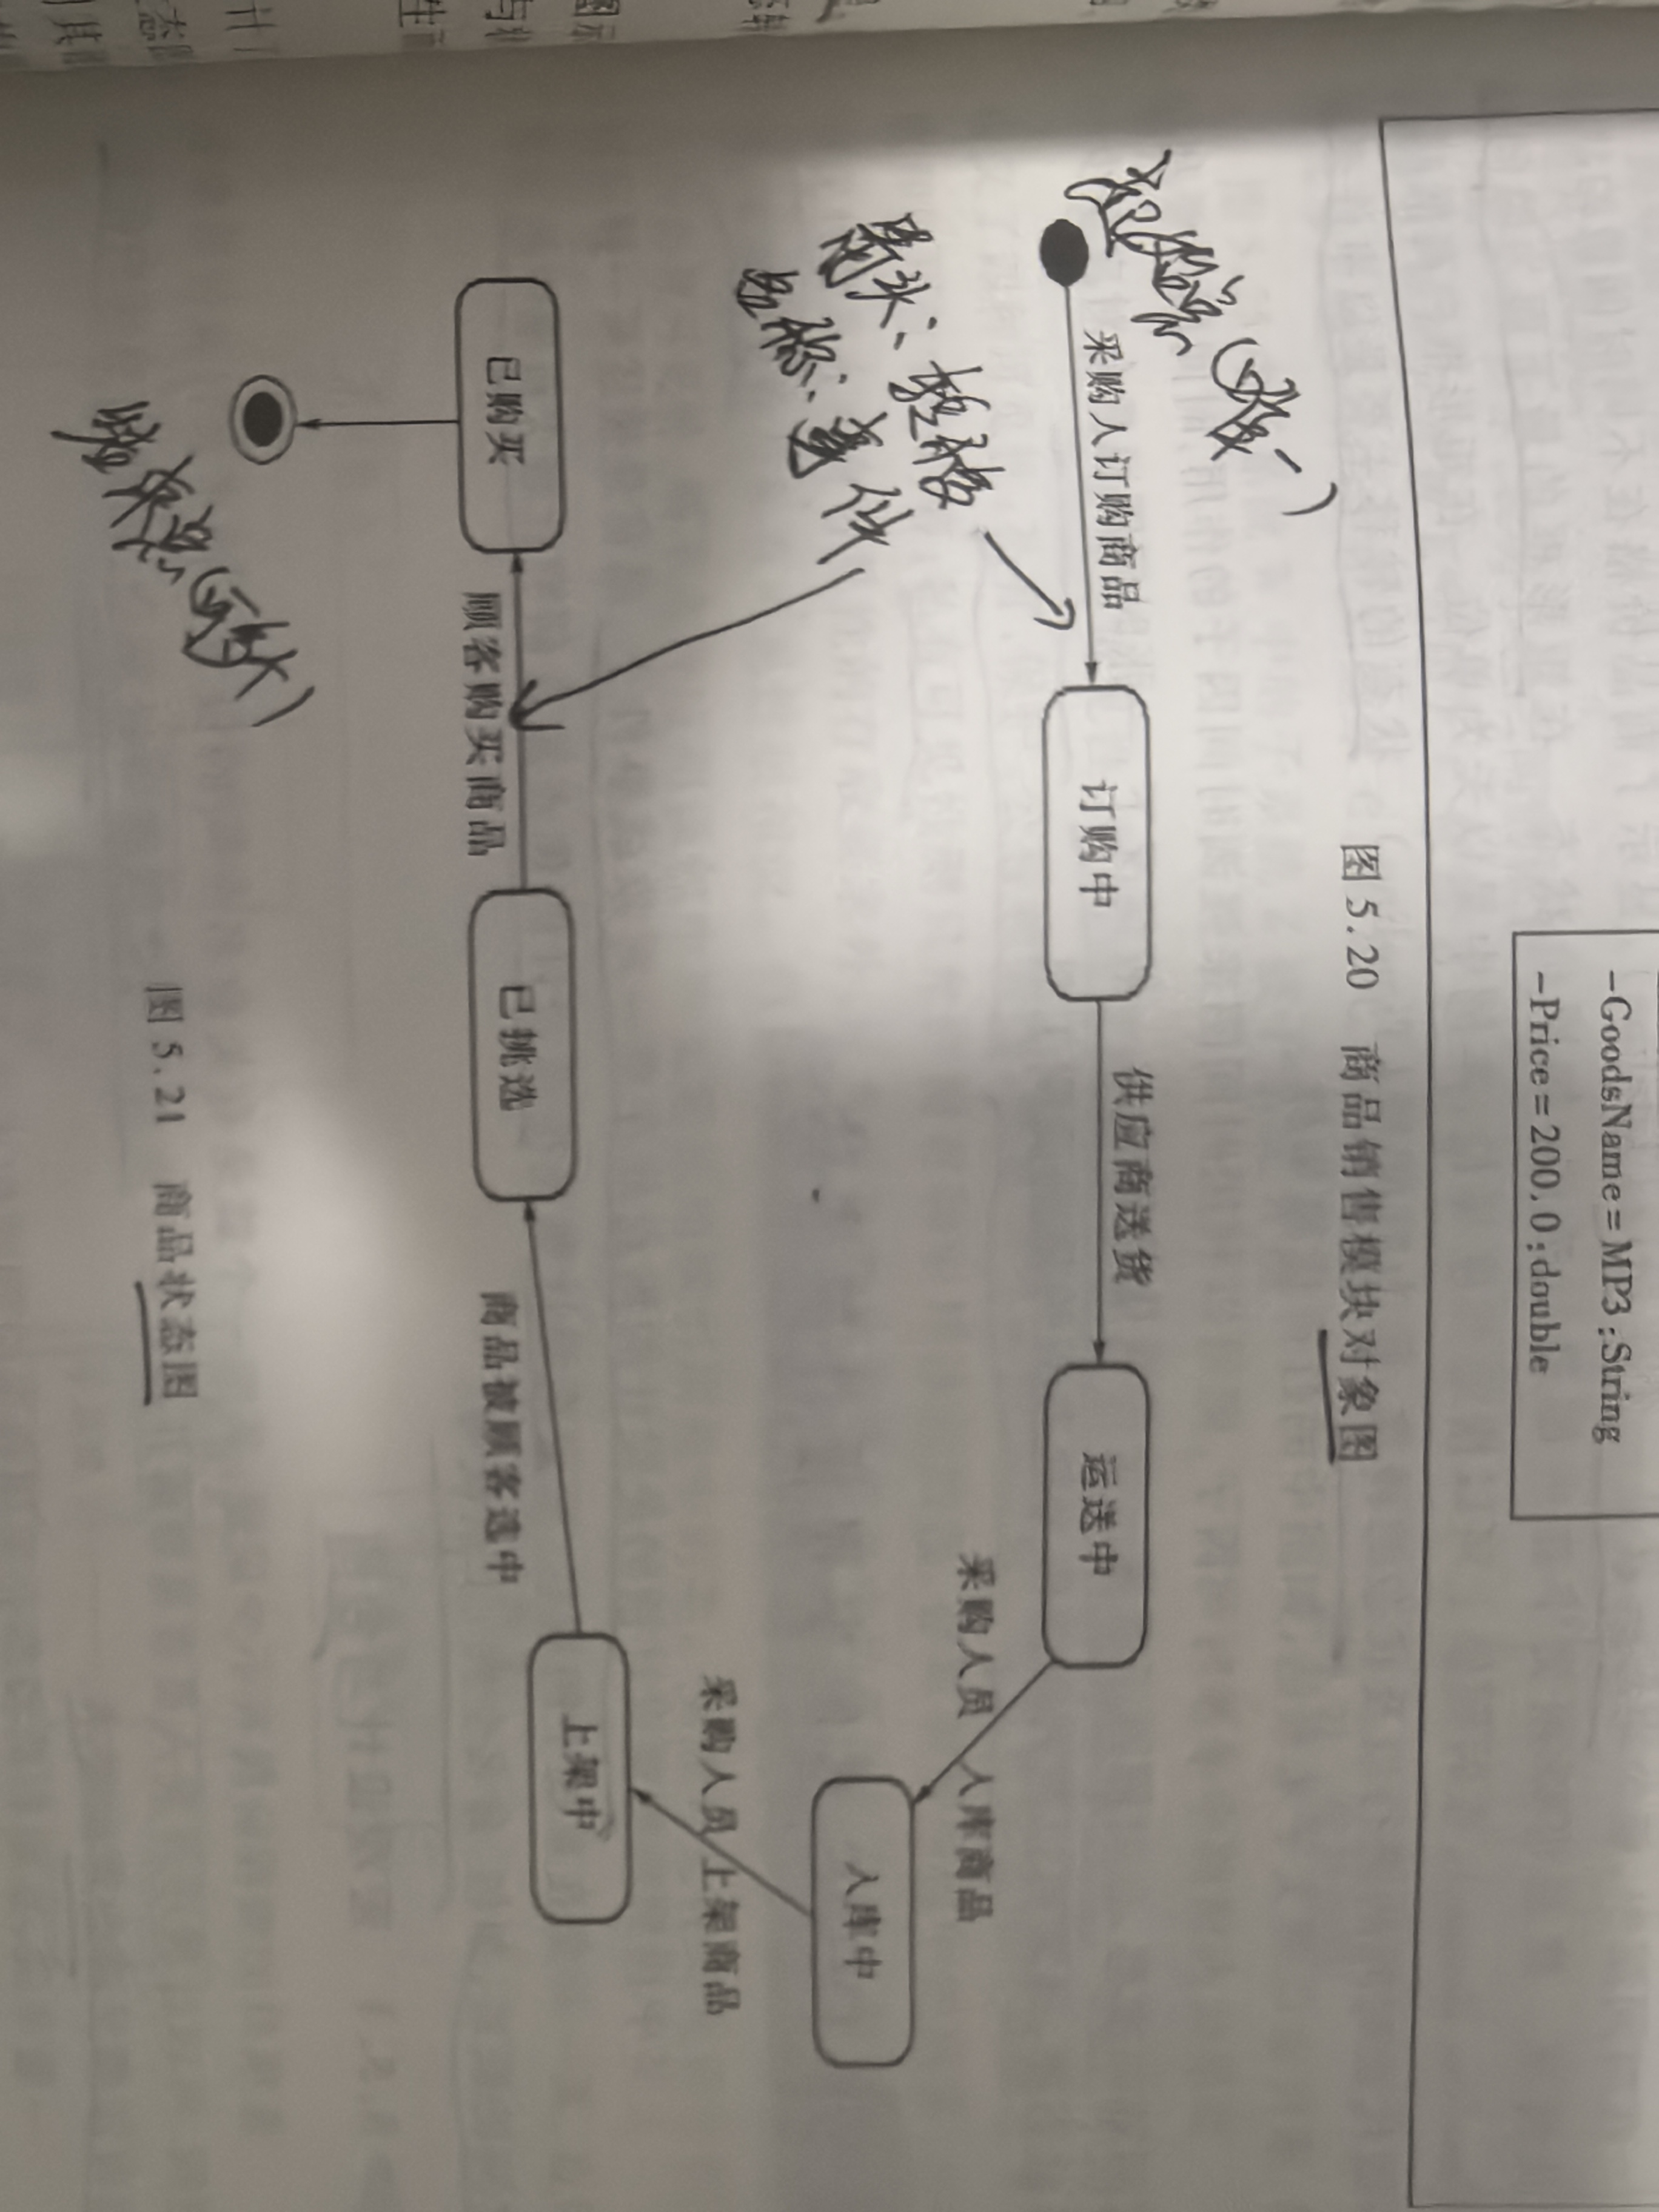 -GoodsName=MP3:String
-Price=200.0:double
图 5.20 商品销售模块对象图
起始点(唯一)
采购人订购商品
订购中
供应商送货
运送中
箭头:转移
名称:事件
采购人员 入库商品
入库中
采购人员 上架商品
上架中
商品被顾客选中
已挑选
顾客购买商品
已购买
结束点(可多个)
图 5.21 商品状态图